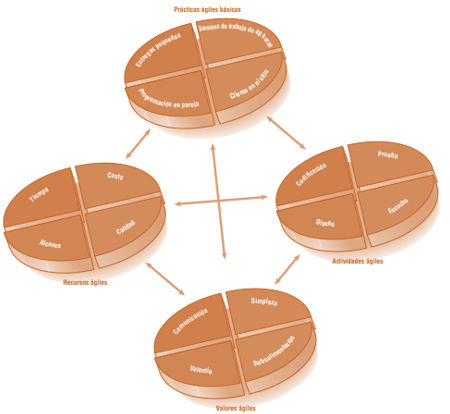 Prácticas ágiles básicas
Entregas pequeñas
Semana de trabajo de 40 horas
Programación en pareja
Cliente en el sitio
Tiempo
Costo
Alcance
Calidad
Recursos ágiles
Codificación
Prueba
Diseño
Escucha
Actividades ágiles
Comunicación
Simpleza
Valentía
Retroalimentación
Valores ágiles